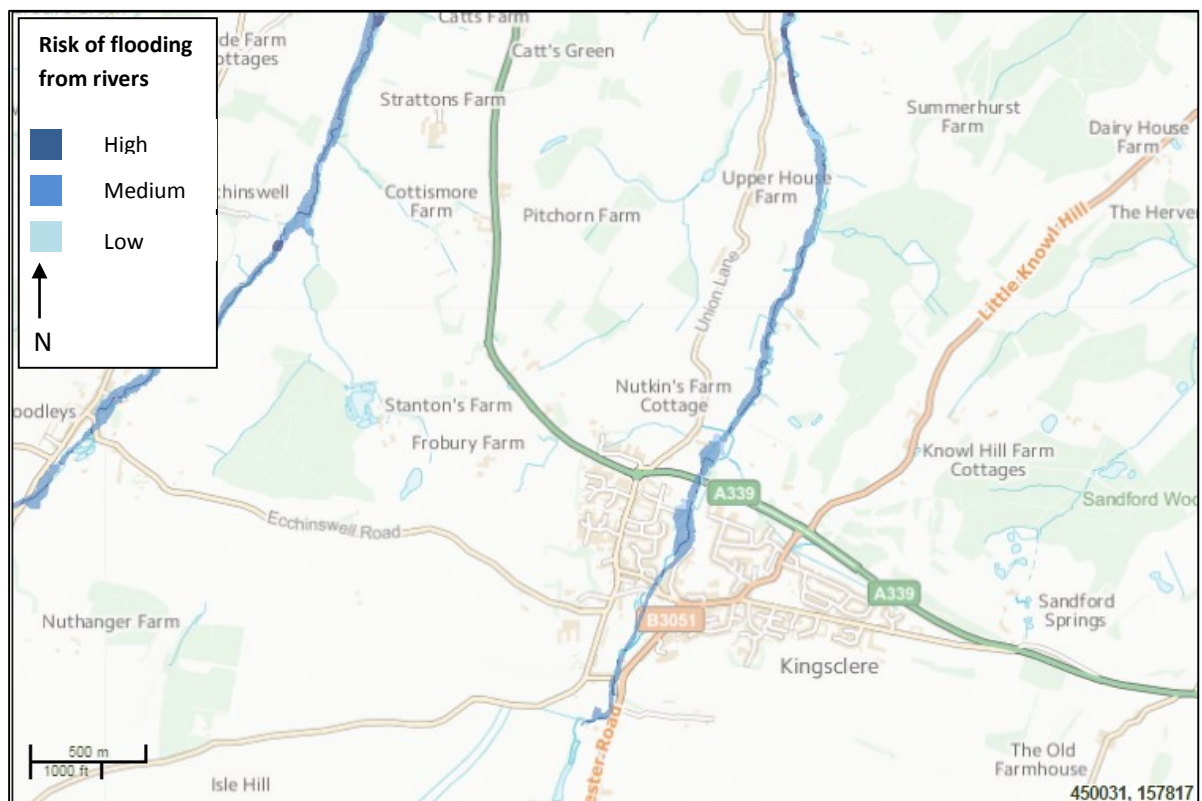 Risk of flooding
from rivers
High
Medium
Low
N
Catts Farm
Catt's Green
Farm
Cottages
Strattons Farm
Summerhurst
Farm
Dairy House
Farm
Cottismore
Farm
Pitchorn Farm
Upper House
Farm
Union Lane
Little Knowl Hill
Nutkin's Farm
Cottage
Stanton's Farm
Frobury Farm
Knowl Hill Farm
Cottages
A339
Ecchinswell Road
Nuthanger Farm
A339
Sandford
Springs
B3051
Kingsclere
500 m
1000 ft
Isle Hill
Road
The Old
Farmhouse
450031, 157817